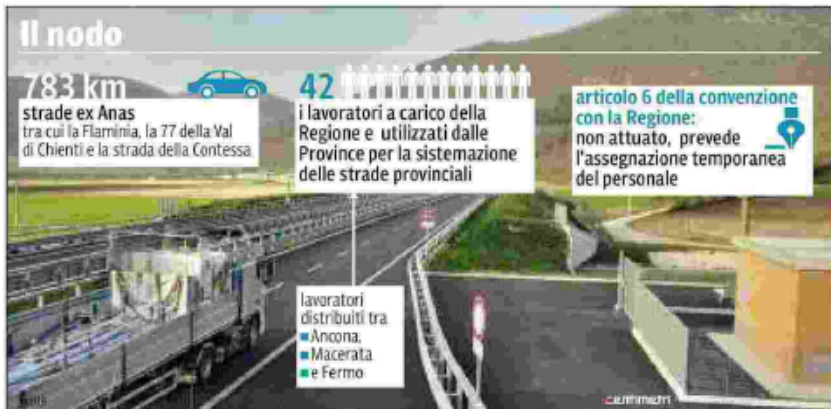 Il nodo
783 km
strade ex Anas
tra cui la Flaminia, la 77 della Val
di Chienti e la strada della Contessa
42
i lavoratori a carico della
Regione e utilizzati dalle
Province per la sistemazione
delle strade provinciali
articolo 6 della convenzione
con la Regione:
non attuato, prevede
l'assegnazione temporanea
del personale
lavoratori
distribuiti tra
Ancona,
Macerata
e Fermo
centimetri